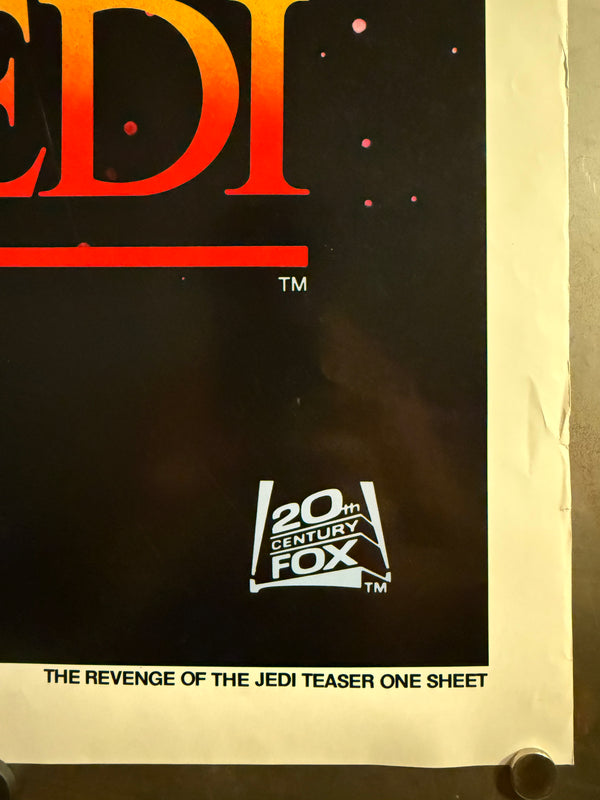 EDI
TM
20th
CENTURY
FOX
TM
THE REVENGE OF THE JEDI TEASER ONE SHEET